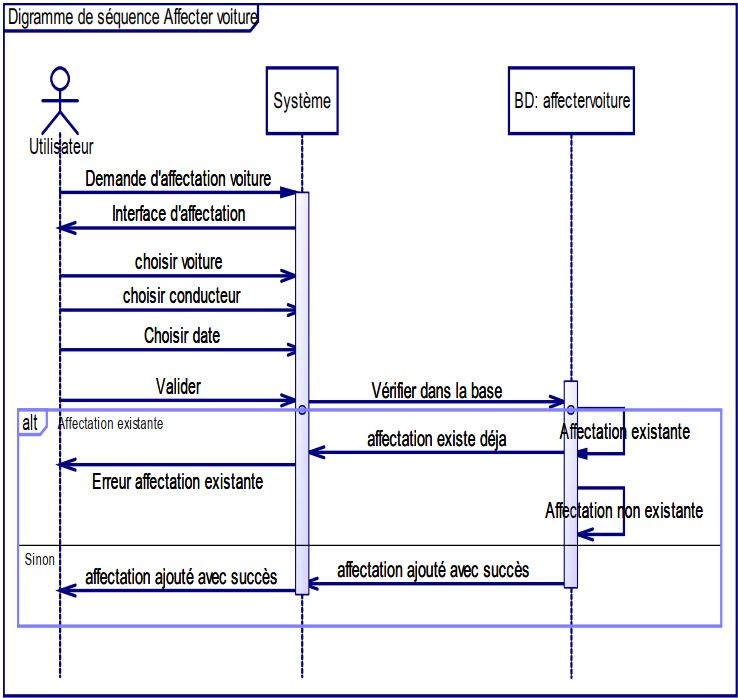 Digramme de séquence Affecter voiture
Système
BD: affectervoiture
Utilisateur
Demande d'affectation voiture
Interface d'affectation
choisir voiture
choisir conducteur
Choisir date
Valider
Vérifier dans la base
alt
Affectation existante
Affectation existante
affectation existe déja
Erreur affectation existante
Affectation non existante
Sinon
affectation ajouté avec succès
affectation ajouté avec succès